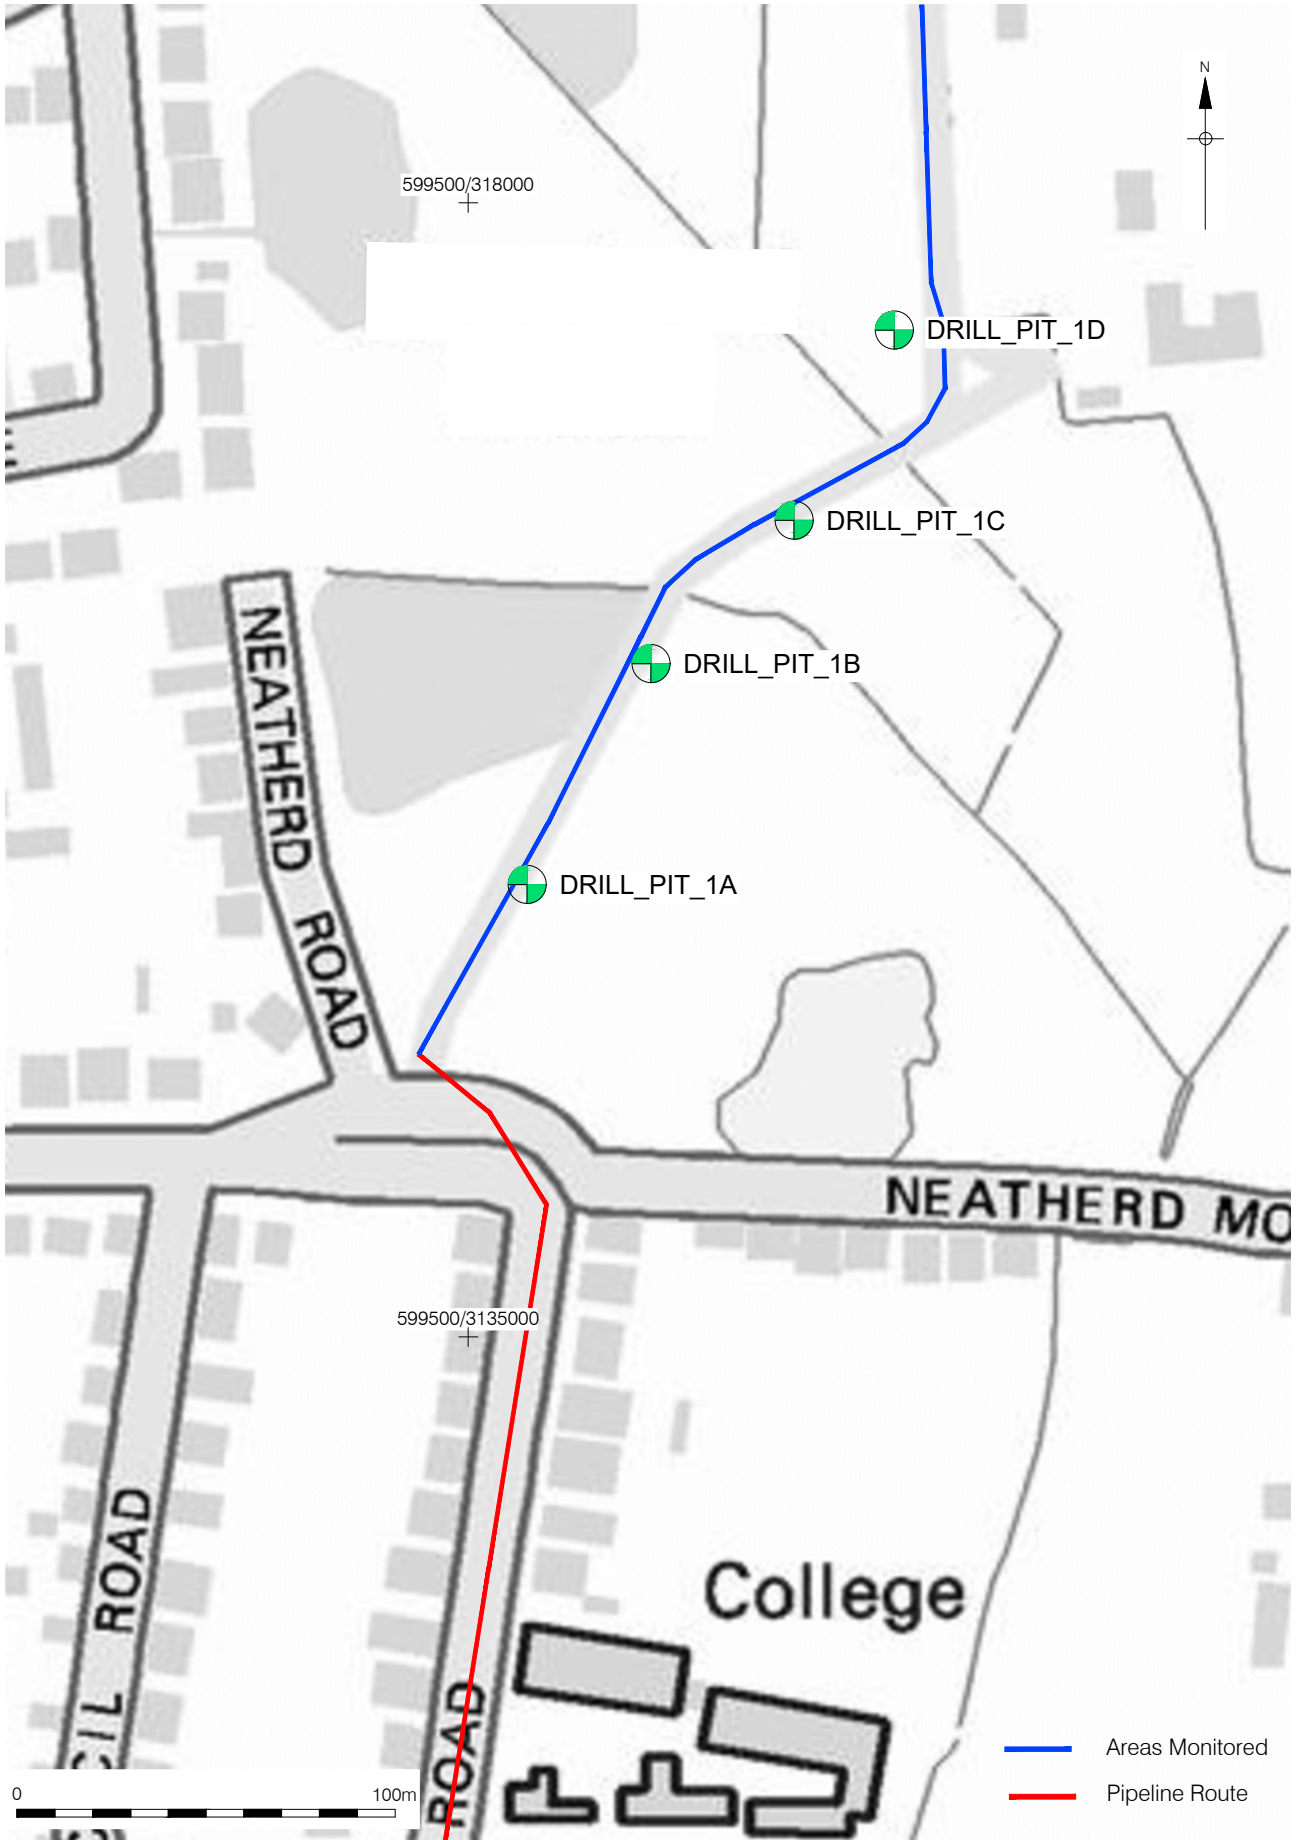 N
599500/318000
DRILL_PIT_1D
DRILL_PIT_1C
NEATHERD ROAD
DRILL_PIT_1B
DRILL_PIT_1A
NEATHERD MO
599500/3135000
ROAD
College
CIL ROAD
Areas Monitored
Pipeline Route
0 100m